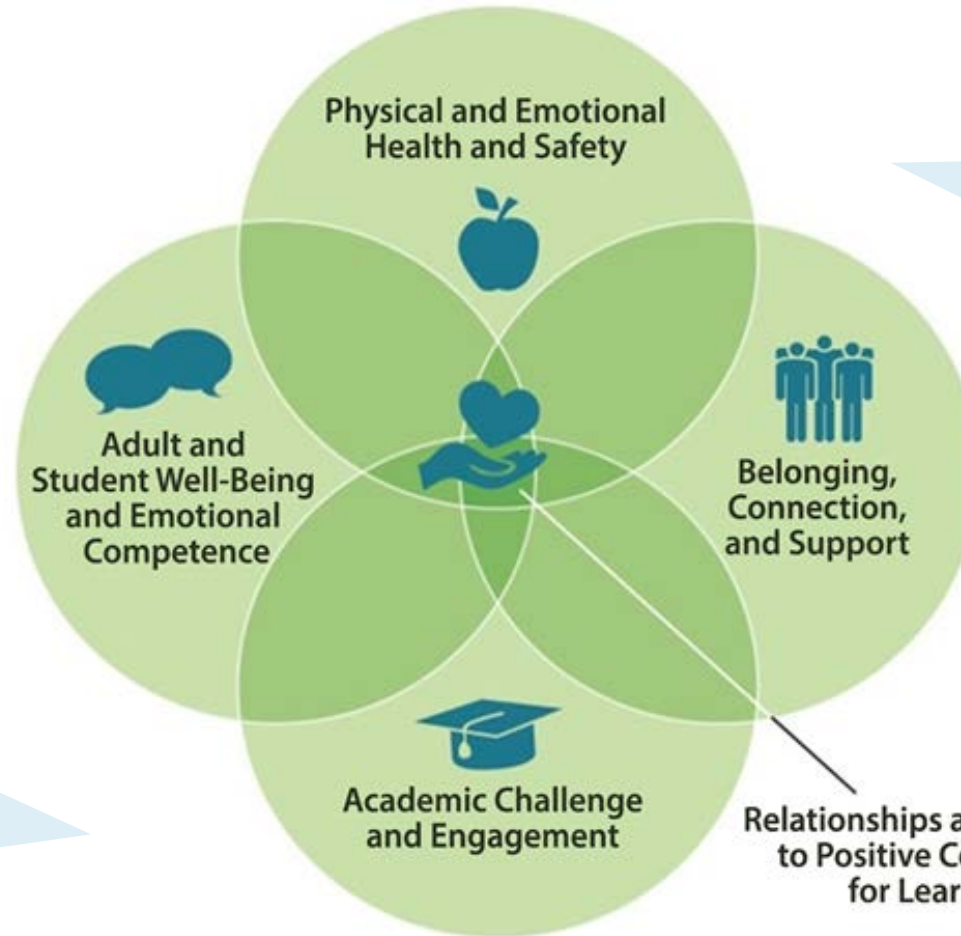 Physical and Emotional
Health and Safety
Adult and
Student Well-Being
and Emotional
Competence
Belonging,
Connection,
and Support
Academic Challenge
and Engagement
Relationships
to Positive
for